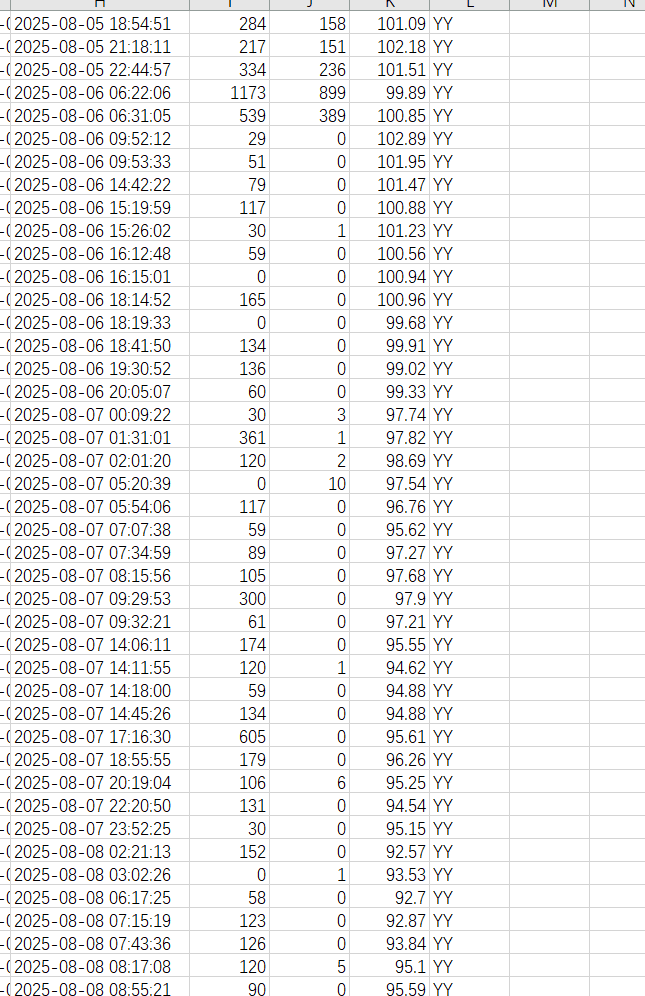 H I J K L M N
2025-08-05 18:54:51 284 158 101.09 YY
2025-08-05 21:18:11 217 151 102.18 YY
2025-08-05 22:44:57 334 236 101.51 YY
2025-08-06 06:22:06 1173 899 99.89 YY
2025-08-06 06:31:05 539 389 100.85 YY
2025-08-06 09:52:12 29 0 102.89 YY
2025-08-06 09:53:33 51 0 101.95 YY
2025-08-06 14:42:22 79 0 101.47 YY
2025-08-06 15:19:59 117 0 100.88 YY
2025-08-06 15:26:02 30 1 101.23 YY
2025-08-06 16:12:48 59 0 100.56 YY
2025-08-06 16:15:01 0 0 100.94 YY
2025-08-06 18:14:52 165 0 100.96 YY
2025-08-06 18:19:33 0 0 99.68 YY
2025-08-06 18:41:50 134 0 99.91 YY
2025-08-06 19:30:52 136 0 99.02 YY
2025-08-06 20:05:07 60 0 99.33 YY
2025-08-07 00:09:22 30 3 97.74 YY
2025-08-07 01:31:01 361 1 97.82 YY
2025-08-07 02:01:20 120 2 98.69 YY
2025-08-07 05:20:39 0 10 97.54 YY
2025-08-07 05:54:06 117 0 96.76 YY
2025-08-07 07:07:38 59 0 95.62 YY
2025-08-07 07:34:59 89 0 97.27 YY
2025-08-07 08:15:56 105 0 97.68 YY
2025-08-07 09:29:53 300 0 97.9 YY
2025-08-07 09:32:21 61 0 97.21 YY
2025-08-07 14:06:11 174 0 95.55 YY
2025-08-07 14:11:55 120 1 94.62 YY
2025-08-07 14:18:00 59 0 94.88 YY
2025-08-07 14:45:26 134 0 94.88 YY
2025-08-07 17:16:30 605 0 95.61 YY
2025-08-07 18:55:55 179 0 96.26 YY
2025-08-07 20:19:04 106 6 95.25 YY
2025-08-07 22:20:50 131 0 94.54 YY
2025-08-07 23:52:25 30 0 95.15 YY
2025-08-08 02:21:13 152 0 92.57 YY
2025-08-08 03:02:26 0 1 93.53 YY
2025-08-08 06:17:25 58 0 92.7 YY
2025-08-08 07:15:19 123 0 92.87 YY
2025-08-08 07:43:36 126 0 93.84 YY
2025-08-08 08:17:08 120 5 95.1 YY
2025-08-08 08:55:21 90 0 95.59 YY